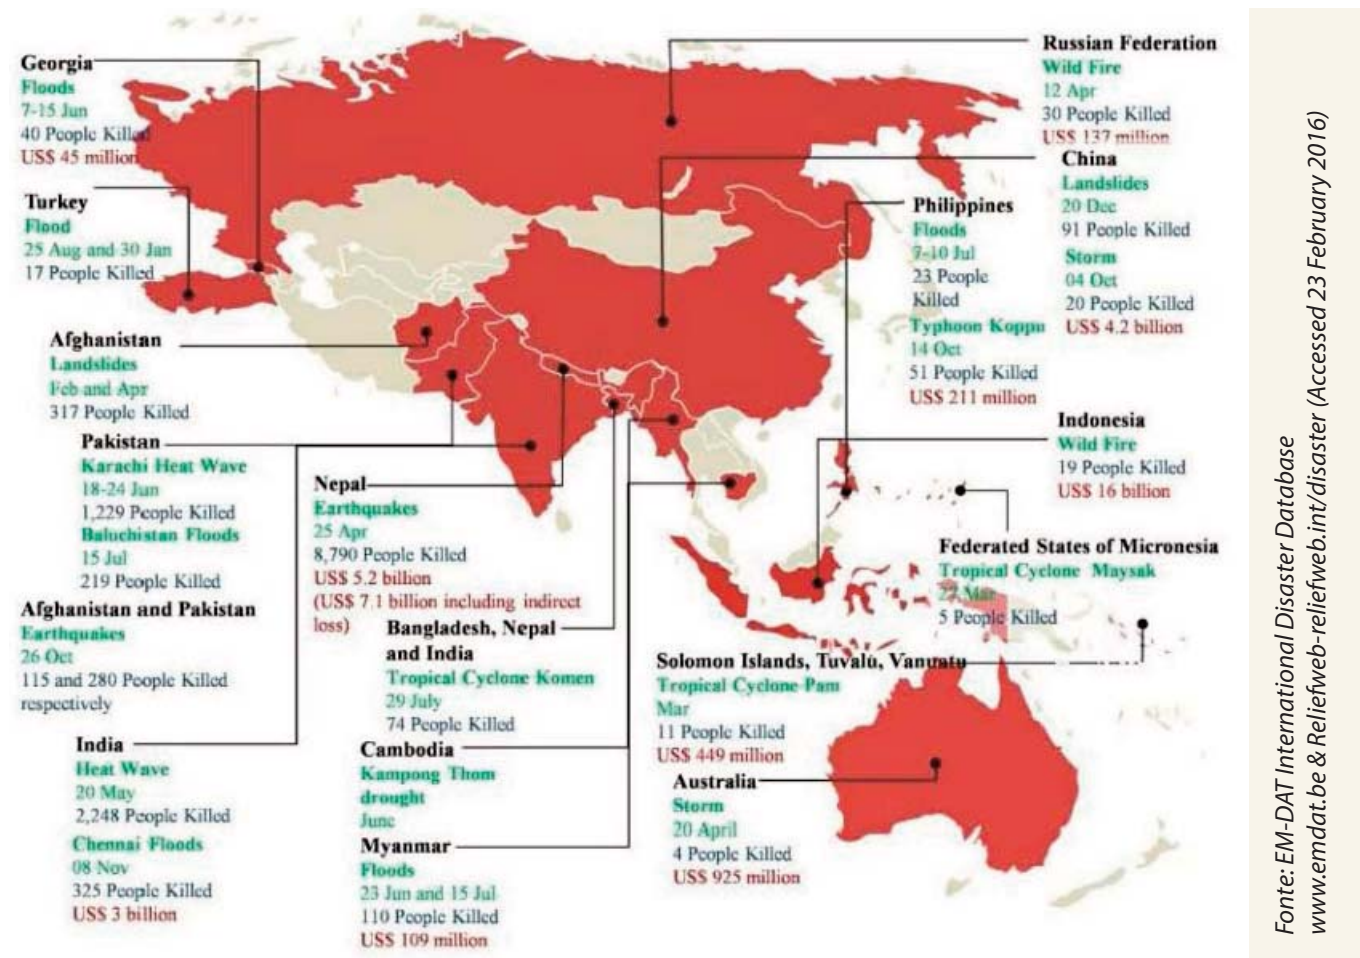 Georgia
Floods
7-15 Jun
40 People Killed
US$ 45 million
Turkey
Flood
25 Aug and 30 Jan
17 People Killed
Afghanistan
Landslides
Feb and Apr
317 People Killed
Pakistan
Karachi Heat Wave
18-24 Jun
1,229 People Killed
Baluchistan Floods
15 Jul
219 People Killed
Afghanistan and Pakistan
Earthquakes
26 Oct
115 and 280 People Killed
respectively
India
Heat Wave
20 May
2,248 People Killed
Chennai Floods
08 Nov
325 People Killed
US$ 3 billion
Nepal
Earthquakes
25 Apr
8,790 People Killed
US$ 5.2 billion
(US$ 7.1 billion including indirect
loss)
Bangladesh, Nepal
and India
Tropical Cyclone Komen
29 July
74 People Killed
Cambodia
Kampong Thom
drought
June
Myanmar
Floods
23 Jun and 15 Jul
110 People Killed
US$ 109 million
Russian Federation
Wild Fire
12 Apr
30 People Killed
US$ 137 million
China
Landslides
20 Dec
91 People Killed
Storm
04 Oct
20 People Killed
US$ 4.2 billion
Philippines
Floods
7-10 Jul
23 People
Killed
Typhoon Koppu
14 Oct
51 People Killed
US$ 211 million
Indonesia
Wild Fire
19 People Killed
US$ 16 billion
Federated States of Micronesia
Tropical Cyclone Maysak
27 Mar
5 People Killed
Solomon Islands, Tuvalu, Vanuatu
Tropical Cyclone Pam
Mar
11 People Killed
US$ 449 million
Australia
Storm
20 April
4 People Killed
US$ 925 million
Fonte: EM-DAT International Disaster Database
www.emdat.be & Reliefweb-reliefweb.int/disaster (Accessed 23 February 2016)